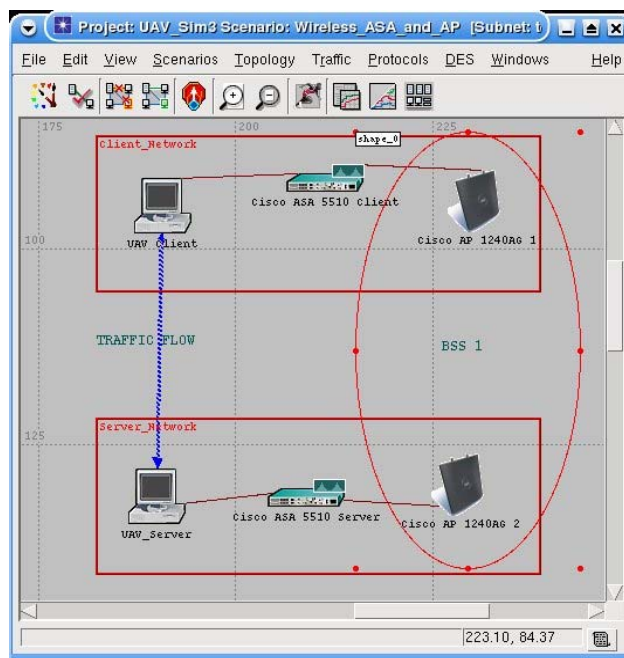 Project: UAV_Sim3 Scenario: Wireless_ASA_and_AP [Subnet: t
File Edit View Scenarios Topology Traffic Protocols DES Windows Help
175 200 225
shape_0
Client_Network
Cisco ASA 5510 Client
UAV Client
Cisco AP 1240AG 1
100
TRAFFIC FLOW
BSS 1
Server_Network
125
Cisco ASA 5510 Server
Cisco AP 1240AG 2
UAV_Server
223.10, 84.37